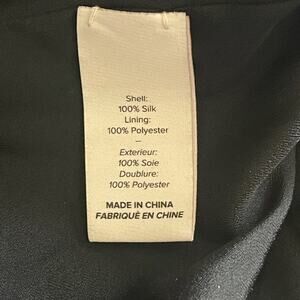 Shell:
100% Silk
Lining:
100% Polyester
—
Exterieur:
100% Soie
Doublure:
100% Polyester
MADE IN CHINA
FABRIQUÉ EN CHINE